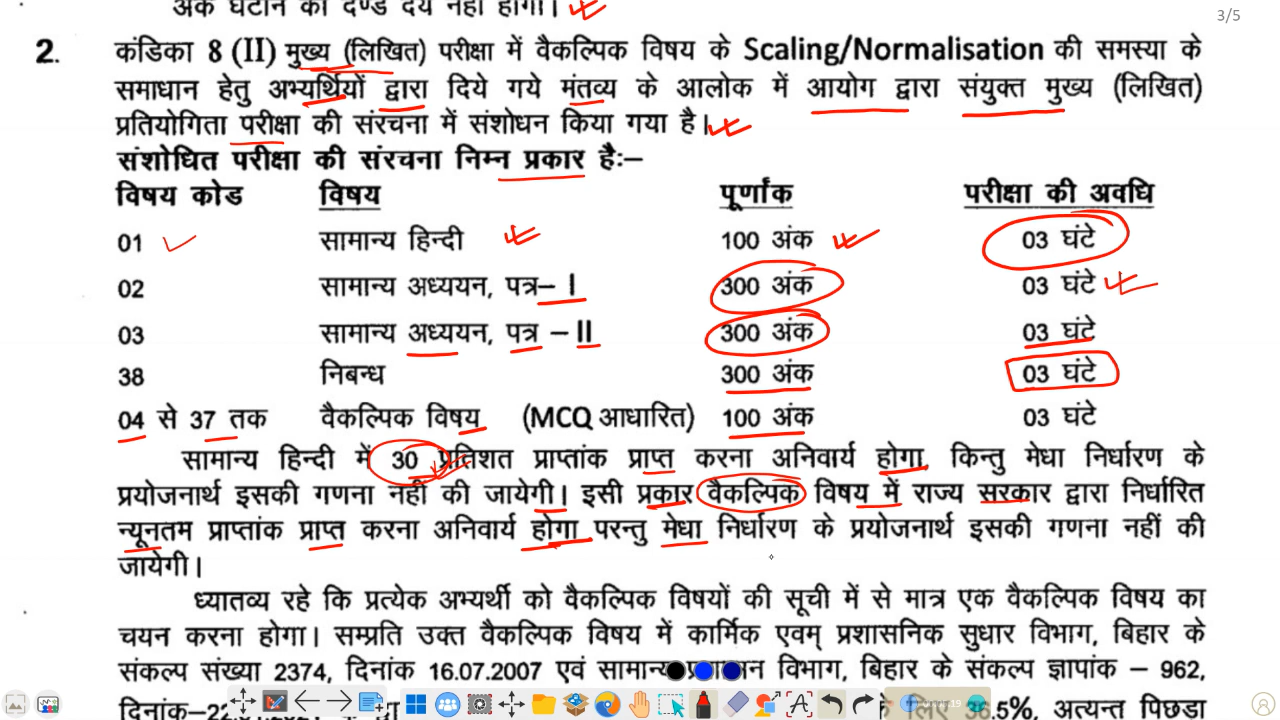 अंक घटाने का दण्ड देय नहीं होगा।
3/5
2. कंडिका 8 (II) मुख्य (लिखित) परीक्षा में वैकल्पिक विषय के Scaling/Normalisation की समस्या के
समाधान हेतु अभ्यर्थियों द्वारा दिये गये मंतव्य के आलोक में आयोग द्वारा संयुक्त मुख्य (लिखित)
प्रतियोगिता परीक्षा की संरचना में संशोधन किया गया है।
संशोधित परीक्षा की संरचना निम्न प्रकार है:–
विषय कोड विषय पूर्णांक परीक्षा की अवधि
01 सामान्य हिन्दी 100 अंक 03 घंटे
02 सामान्य अध्ययन, पत्र– I 300 अंक 03 घंटे
03 सामान्य अध्ययन, पत्र – II 300 अंक 03 घंटे
38 निबन्ध 300 अंक 03 घंटे
04 से 37 तक वैकल्पिक विषय (MCQ आधारित) 100 अंक 03 घंटे
सामान्य हिन्दी में 30 प्रतिशत प्राप्तांक प्राप्त करना अनिवार्य होगा, किन्तु मेधा निर्धारण के
प्रयोजनार्थ इसकी गणना नहीं की जायेगी। इसी प्रकार वैकल्पिक विषय में राज्य सरकार द्वारा निर्धारित
न्यूनतम प्राप्तांक प्राप्त करना अनिवार्य होगा परन्तु मेधा निर्धारण के प्रयोजनार्थ इसकी गणना नहीं की
जायेगी।
ध्यातव्य रहे कि प्रत्येक अभ्यर्थी को वैकल्पिक विषयों की सूची में से मात्र एक वैकल्पिक विषय का
चयन करना होगा। सम्प्रति उक्त वैकल्पिक विषय में कार्मिक एवम् प्रशासनिक सुधार विभाग, बिहार के
संकल्प संख्या 2374, दिनांक 16.07.2007 एवं सामान्य विभाग, बिहार के संकल्प ज्ञापांक – 962,
दिनांक–22 के लिए 36.5%, अत्यन्त पिछड़ा